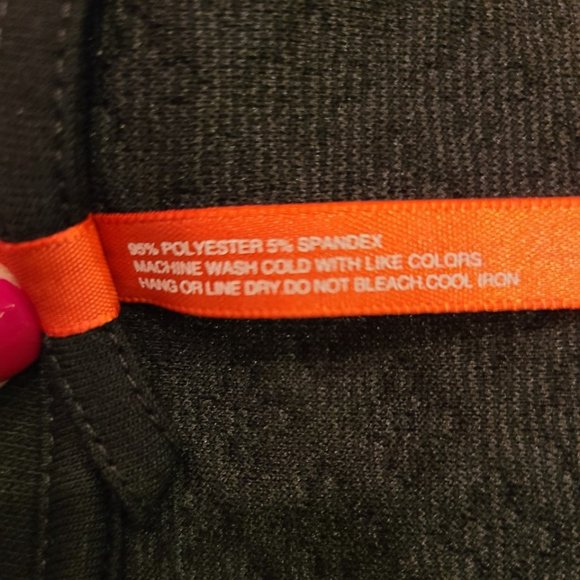 95% POLYESTER 5% SPANDEX
MACHINE WASH COLD WITH LIKE COLORS
HANG OR LINE DRY.DO NOT BLEACH.COOL IRON